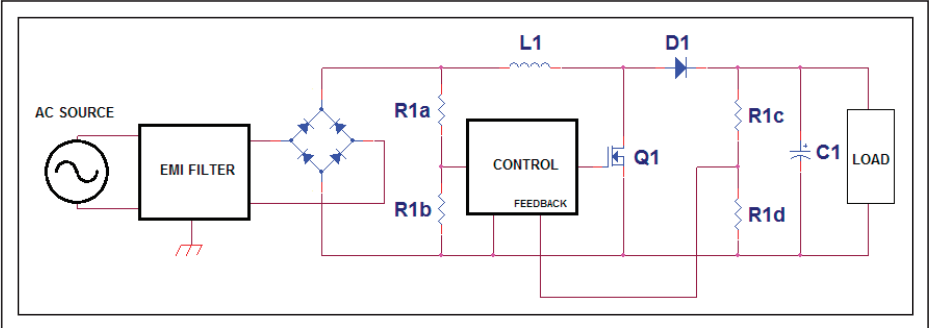 L1
D1
AC SOURCE
R1a
R1c
EMI FILTER
CONTROL
Q1
C1
LOAD
R1b
FEEDBACK
R1d
+